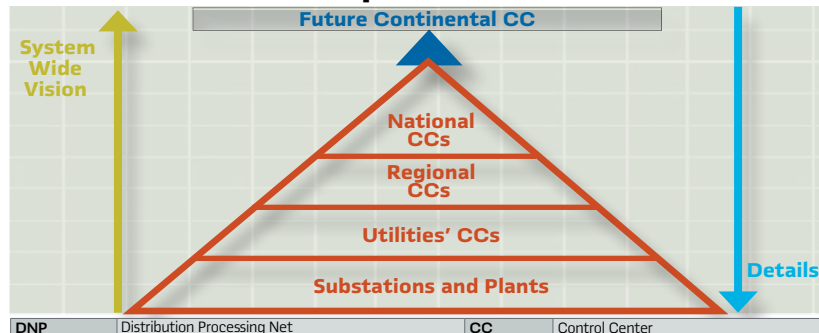 Future Continental CC
System
Wide
Vision
National
CCs
Regional
CCs
Utilities’ CCs
Substations and Plants
Details
DNP Distribution Processing Net CC Control Center